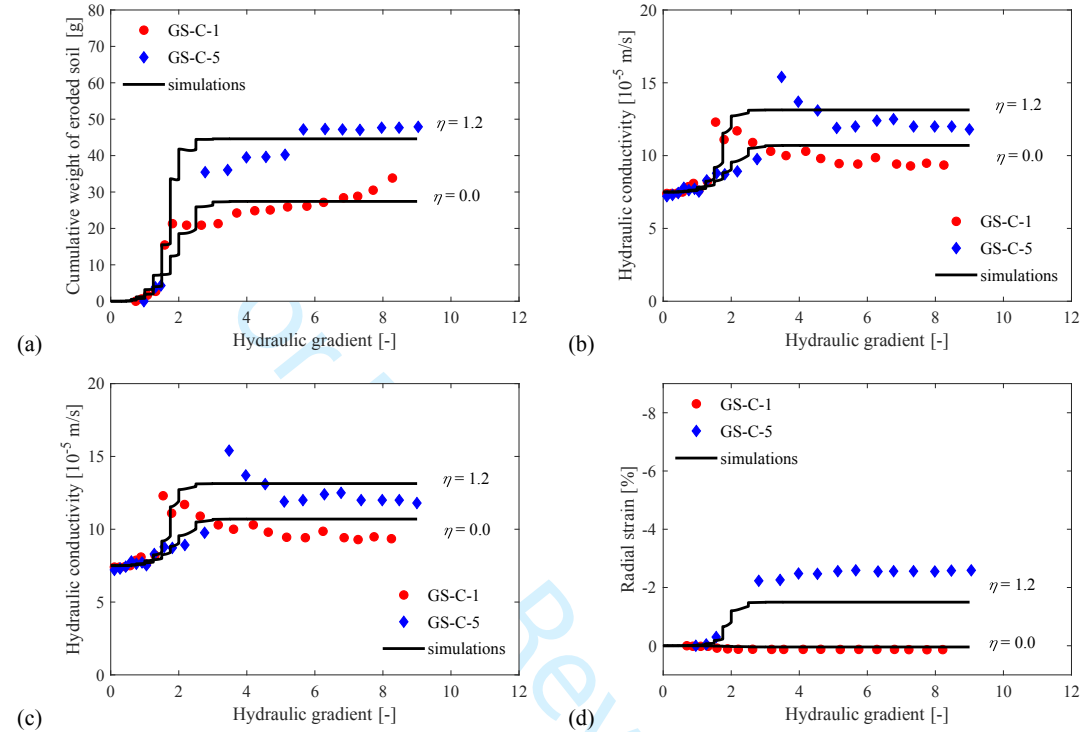 80
70
60
50
40
30
20
10
0
Cumulative weight of eroded soil [g]
GS-C-1
GS-C-5
simulations
η = 1.2
η = 0.0
0 2 4 6 8 10 12
Hydraulic gradient [-]
(a)
20
15
10
5
0
Hydraulic conductivity [10⁻⁵ m/s]
η = 1.2
η = 0.0
GS-C-1
GS-C-5
simulations
0 2 4 6 8 10 12
Hydraulic gradient [-]
(b)
20
15
10
5
0
Hydraulic conductivity [10⁻⁵ m/s]
η = 1.2
η = 0.0
GS-C-1
GS-C-5
simulations
0 2 4 6 8 10 12
Hydraulic gradient [-]
(c)
-8
-6
-4
-2
0
Radial strain [%]
GS-C-1
GS-C-5
simulations
η = 1.2
η = 0.0
0 2 4 6 8 10 12
Hydraulic gradient [-]
(d)